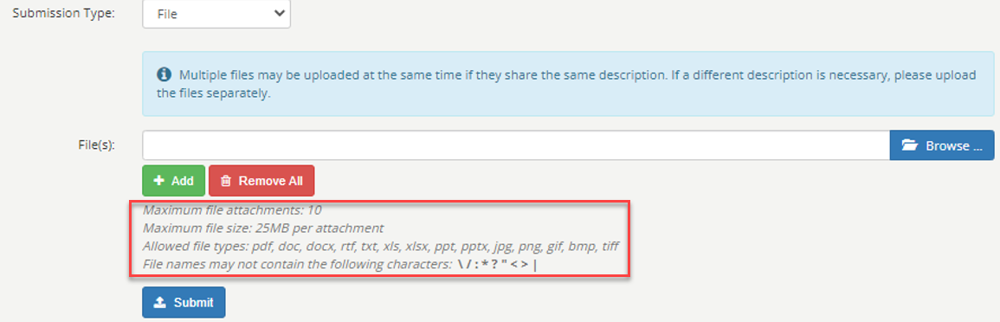 Submission Type: File
Multiple files may be uploaded at the same time if they share the same description. If a different description is necessary, please upload
the files separately.
File(s): Browse ...
Add Remove All
Maximum file attachments: 10
Maximum file size: 25MB per attachment
Allowed file types: pdf, doc, docx, rtf, txt, xls, xlsx, ppt, pptx, jpg, png, gif, bmp, tiff
File names may not contain the following characters: \ / : * ? " < > |
Submit